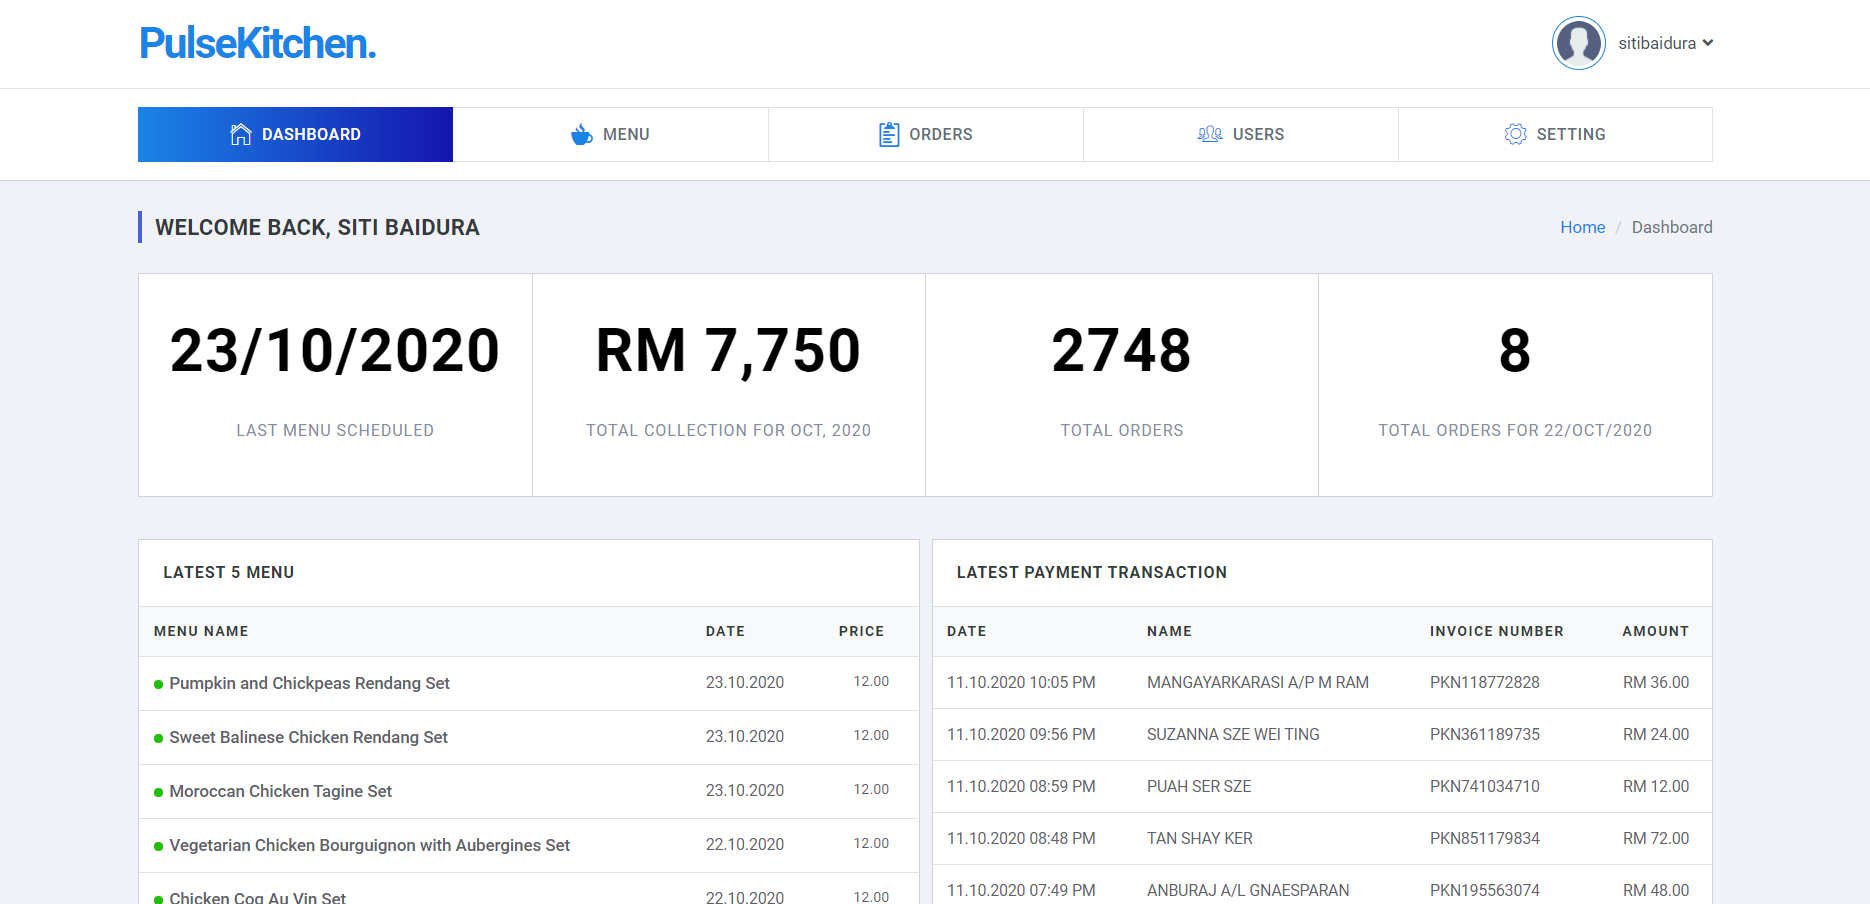 PulseKitchen.
sitibaidura
DASHBOARD
MENU
ORDERS
USERS
SETTING
WELCOME BACK, SITI BAIDURA
Home / Dashboard
23/10/2020
LAST MENU SCHEDULED
RM 7,750
TOTAL COLLECTION FOR OCT, 2020
2748
TOTAL ORDERS
8
TOTAL ORDERS FOR 22/OCT/2020
LATEST 5 MENU
MENU NAME DATE PRICE
Pumpkin and Chickpeas Rendang Set 23.10.2020 12.00
Sweet Balinese Chicken Rendang Set 23.10.2020 12.00
Moroccan Chicken Tagine Set 23.10.2020 12.00
Vegetarian Chicken Bourguignon with Aubergines Set 22.10.2020 12.00
Chicken Coq Au Vin Set 22.10.2020 12.00
LATEST PAYMENT TRANSACTION
DATE NAME INVOICE NUMBER AMOUNT
11.10.2020 10:05 PM MANGAYARKARASI A/P M RAM PKN118772828 RM 36.00
11.10.2020 09:56 PM SUZANNA SZE WEI TING PKN361189735 RM 24.00
11.10.2020 08:59 PM PUAH SER SZE PKN741034710 RM 12.00
11.10.2020 08:48 PM TAN SHAY KER PKN851179834 RM 72.00
11.10.2020 07:49 PM ANBURAJ A/L GNAESPARAN PKN195563074 RM 48.00